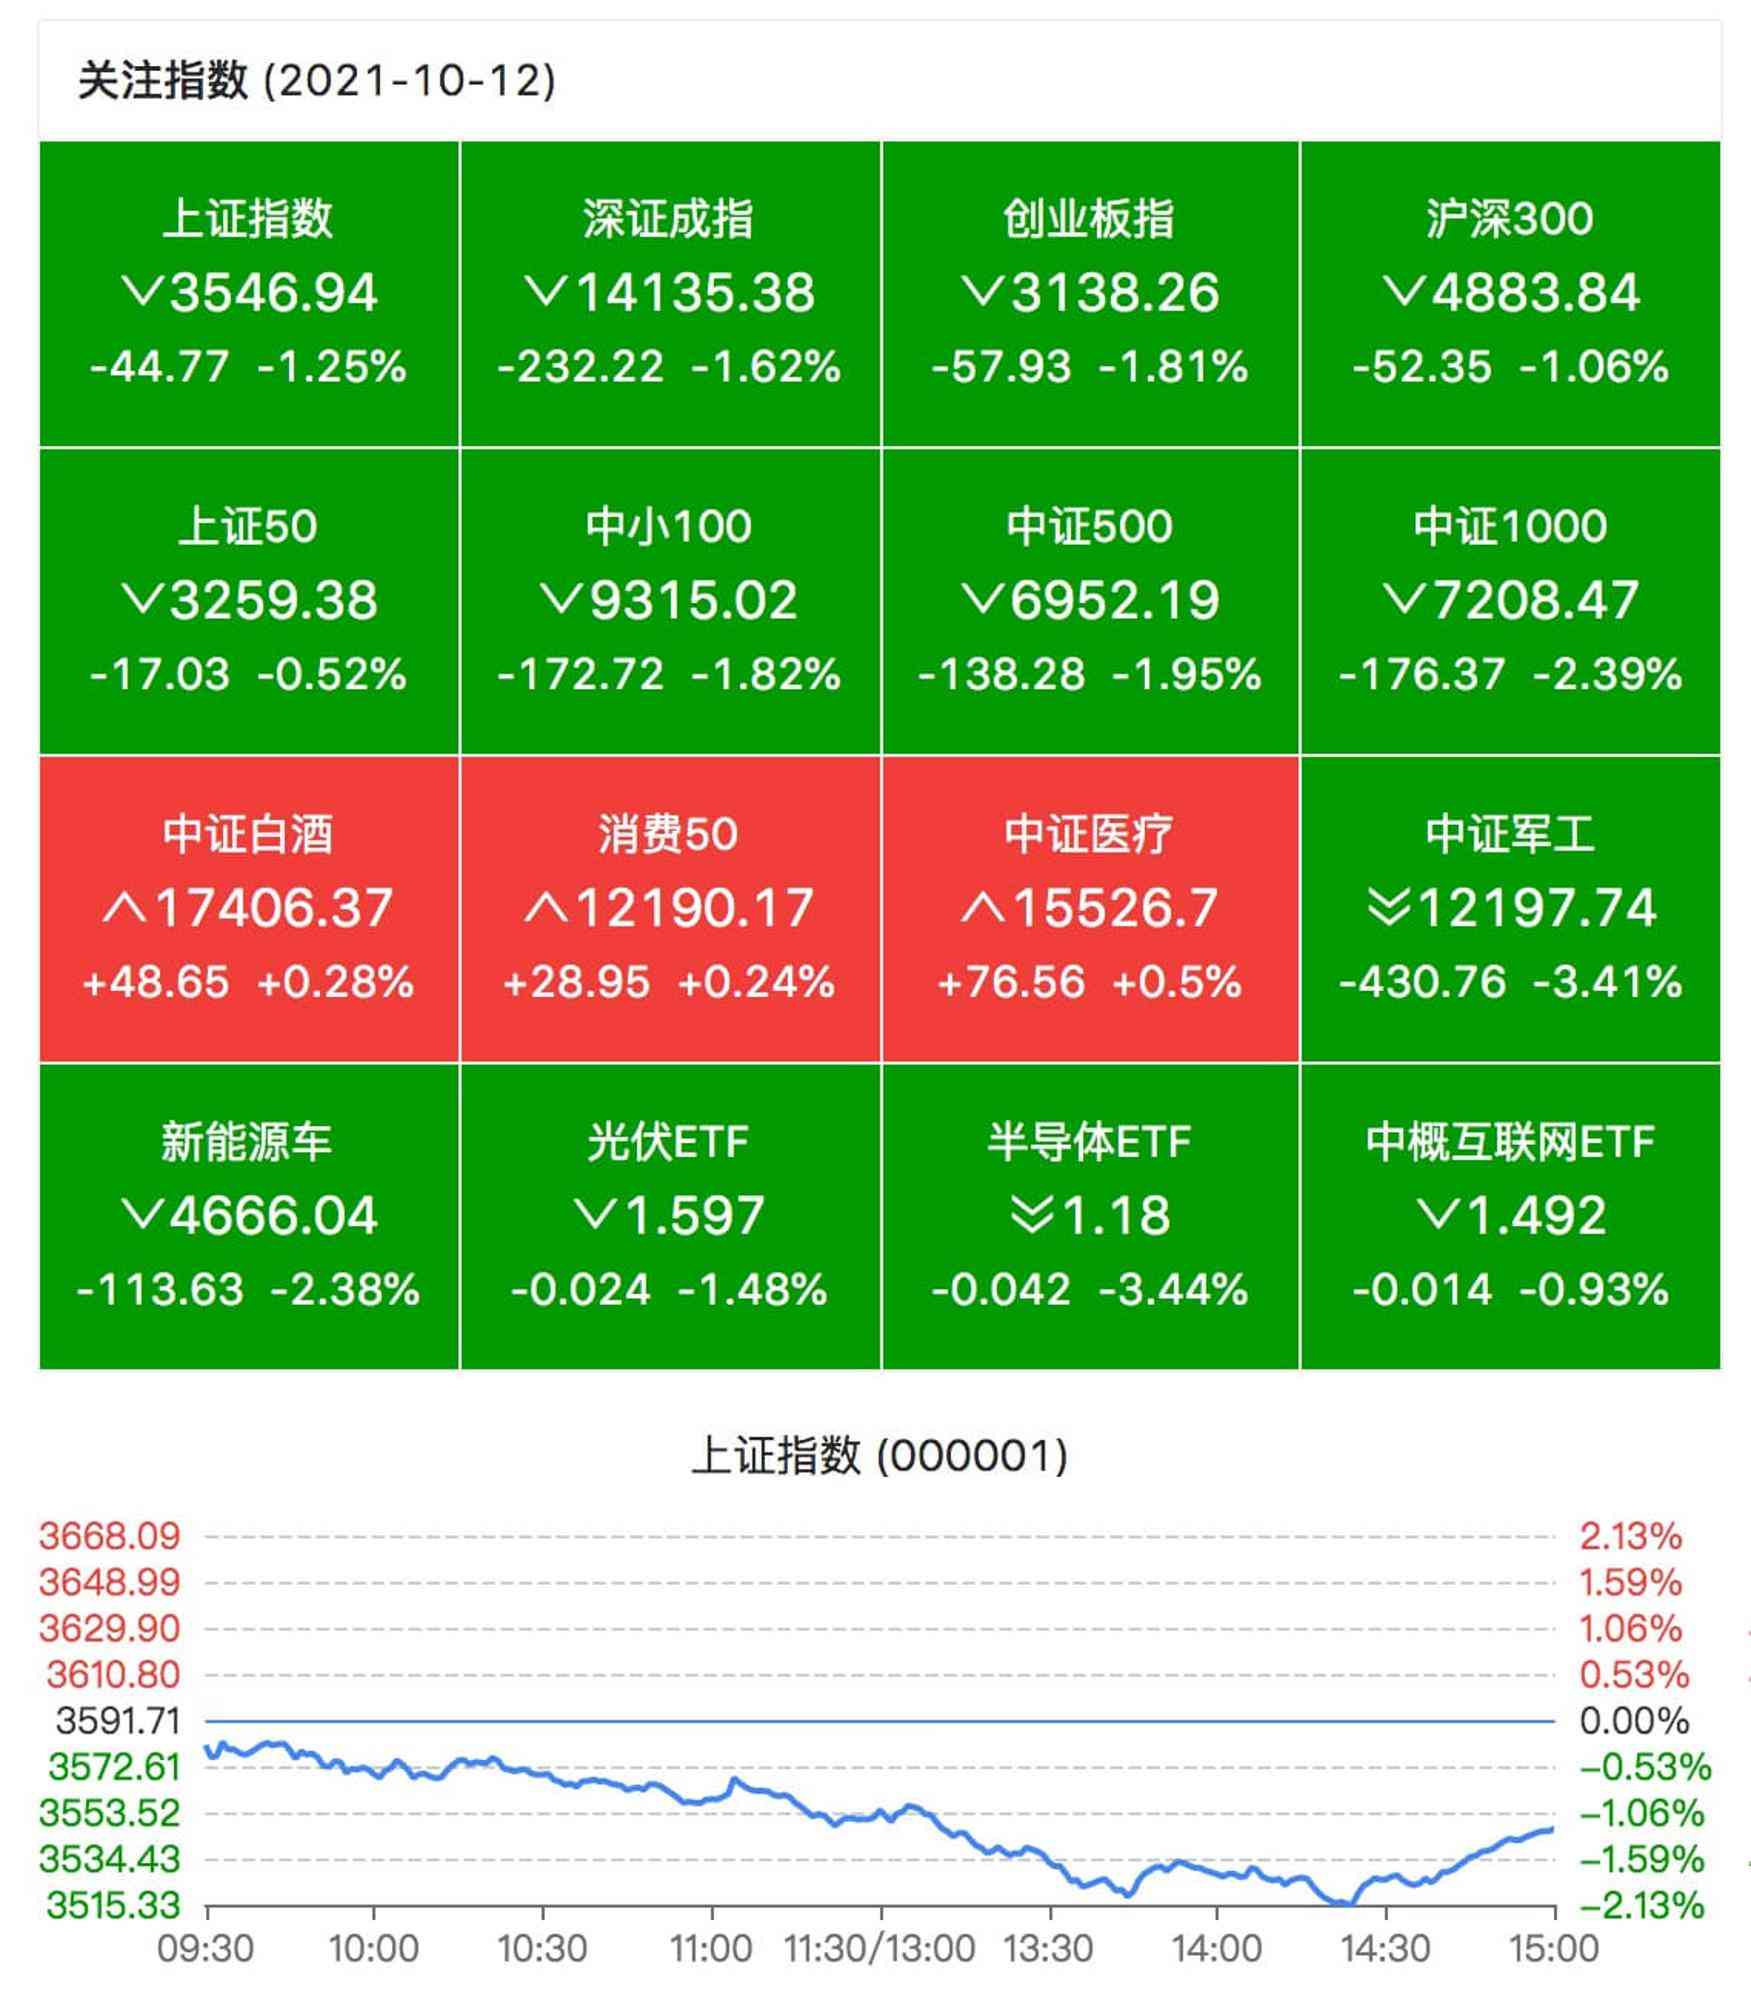 关注指数 (2021-10-12)
上证指数
3546.94
-44.77 -1.25%
深证成指
14135.38
-232.22 -1.62%
创业板指
3138.26
-57.93 -1.81%
沪深300
4883.84
-52.35 -1.06%
上证50
3259.38
-17.03 -0.52%
中小100
9315.02
-172.72 -1.82%
中证500
6952.19
-138.28 -1.95%
中证1000
7208.47
-176.37 -2.39%
中证白酒
17406.37
+48.65 +0.28%
消费50
12190.17
+28.95 +0.24%
中证医疗
15526.7
+76.56 +0.5%
中证军工
12197.74
-430.76 -3.41%
新能源车
4666.04
-113.63 -2.38%
光伏ETF
1.597
-0.024 -1.48%
半导体ETF
1.18
-0.042 -3.44%
中概互联网ETF
1.492
-0.014 -0.93%
上证指数 (000001)
3668.09 2.13%
3648.99 1.59%
3629.90 1.06%
3610.80 0.53%
3591.71 0.00%
3572.61 −0.53%
3553.52 −1.06%
3534.43 −1.59%
3515.33 −2.13%
09:30 10:00 10:30 11:00 11:30/13:00 13:30 14:00 14:30 15:00